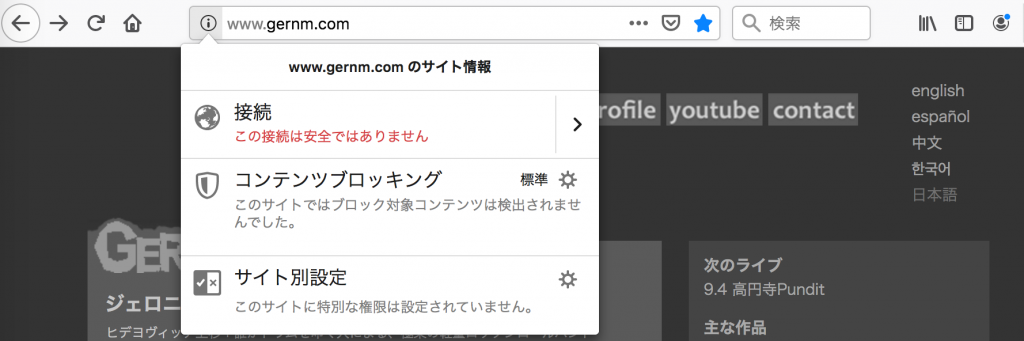 www.gernm.com
検索
www.gernm.com のサイト情報
接続
この接続は安全ではありません
コンテンツブロッキング 標準
このサイトではブロック対象コンテンツは検出されませ
んでした。
サイト別設定
このサイトに特別な権限は設定されていません。
rofile youtube contact
english
español
中文
한국어
日本語
GER
ジェロニ
次のライブ
9.4 高円寺Pundit
主な作品